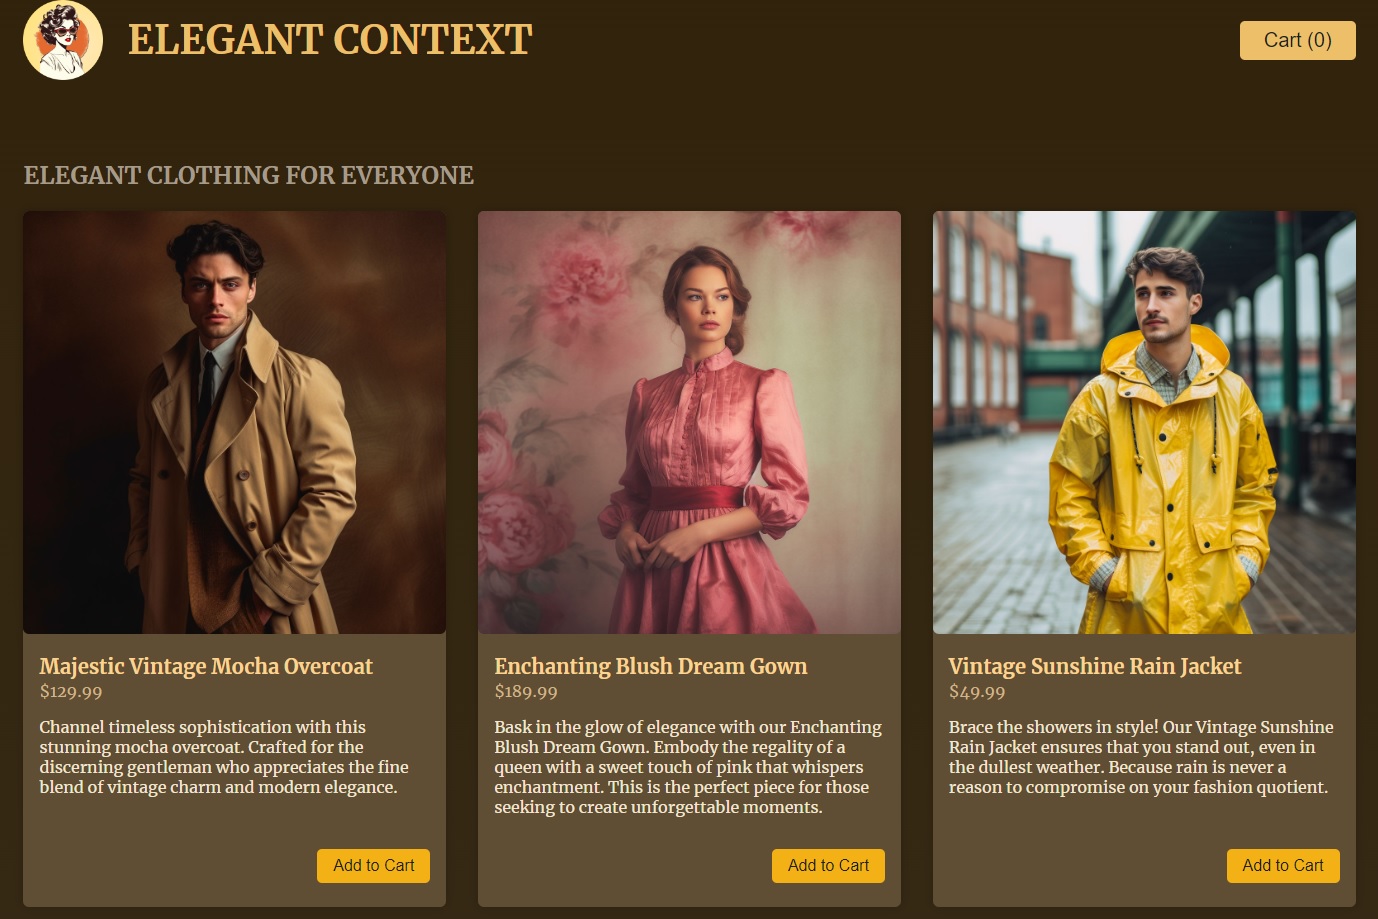 ELEGANT CONTEXT
Cart (0)
ELEGANT CLOTHING FOR EVERYONE
Majestic Vintage Mocha Overcoat
$129.99
Channel timeless sophistication with this
stunning mocha overcoat. Crafted for the
discerning gentleman who appreciates the fine
blend of vintage charm and modern elegance.
Add to Cart
Enchanting Blush Dream Gown
$189.99
Bask in the glow of elegance with our Enchanting
Blush Dream Gown. Embody the regality of a
queen with a sweet touch of pink that whispers
enchantment. This is the perfect piece for those
seeking to create unforgettable moments.
Add to Cart
Vintage Sunshine Rain Jacket
$49.99
Brace the showers in style! Our Vintage Sunshine
Rain Jacket ensures that you stand out, even in
the dullest weather. Because rain is never a
reason to compromise on your fashion quotient.
Add to Cart